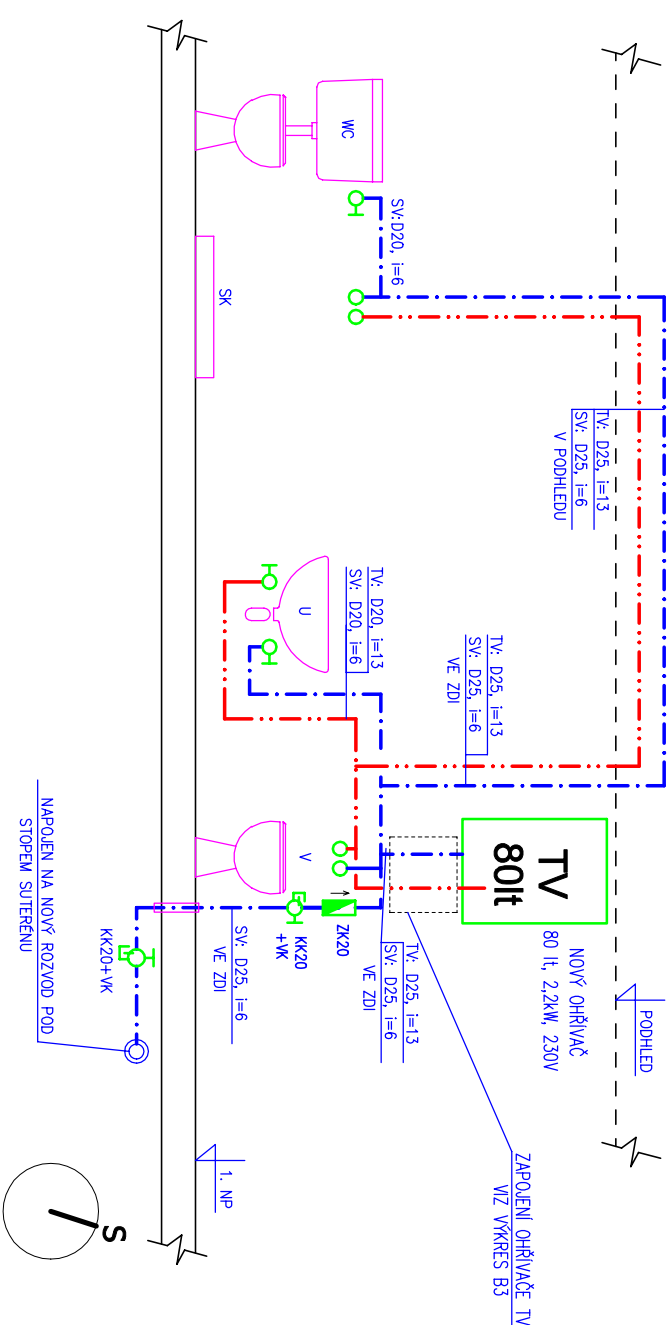 PODHLED
NOVÝ OHŘÍVAČ
80 lt, 2,2kW, 230V
TV
80lt
ZAPOJENÍ OHŘÍVAČE TV
VIZ VÝKRES B3
TV: D25, i=13
SV: D25, i=6
V PODHLEDU
TV: D25, i=13
SV: D25, i=6
VE ZDI
TV: D25, i=13
SV: D25, i=6
VE ZDI
SV:D20, i=6
TV: D20, i=13
SV: D20, i=6
WC
SK
U
V
ZK20
KK20
+VK
SV: D25, i=6
VE ZDI
1. NP
KK20+VK
NAPOJEN NA NOVÝ ROZVOD POD
STOPEM SUTERÉNU
S